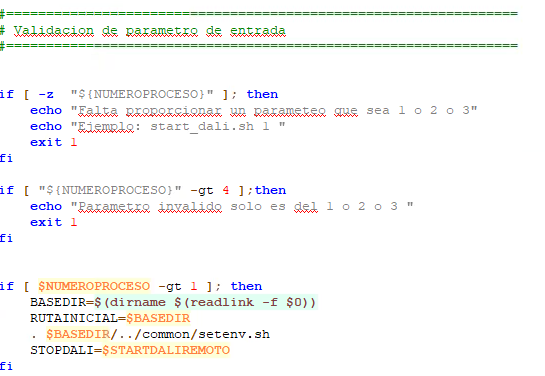 #================================================================
# Validacion de parametro de entrada
#================================================================
if [ -z  "${NUMEROPROCESO}" ]; then
    echo "Falta proporcionar un parameteo que sea 1 o 2 o 3"
    echo "Ejemplo: start_dali.sh 1 "
    exit 1
fi
if [ "${NUMEROPROCESO}" -gt 4 ];then
    echo "Parametro invalido solo es del 1 o 2 o 3 "
    exit 1
fi
if [ $NUMEROPROCESO -gt 1 ]; then
    BASEDIR=$(dirname $(readlink -f $0))
    RUTAINICIAL=$BASEDIR
    . $BASEDIR/../common/setenv.sh
    STOPDALI=$STARTDALIREMOTO
fi